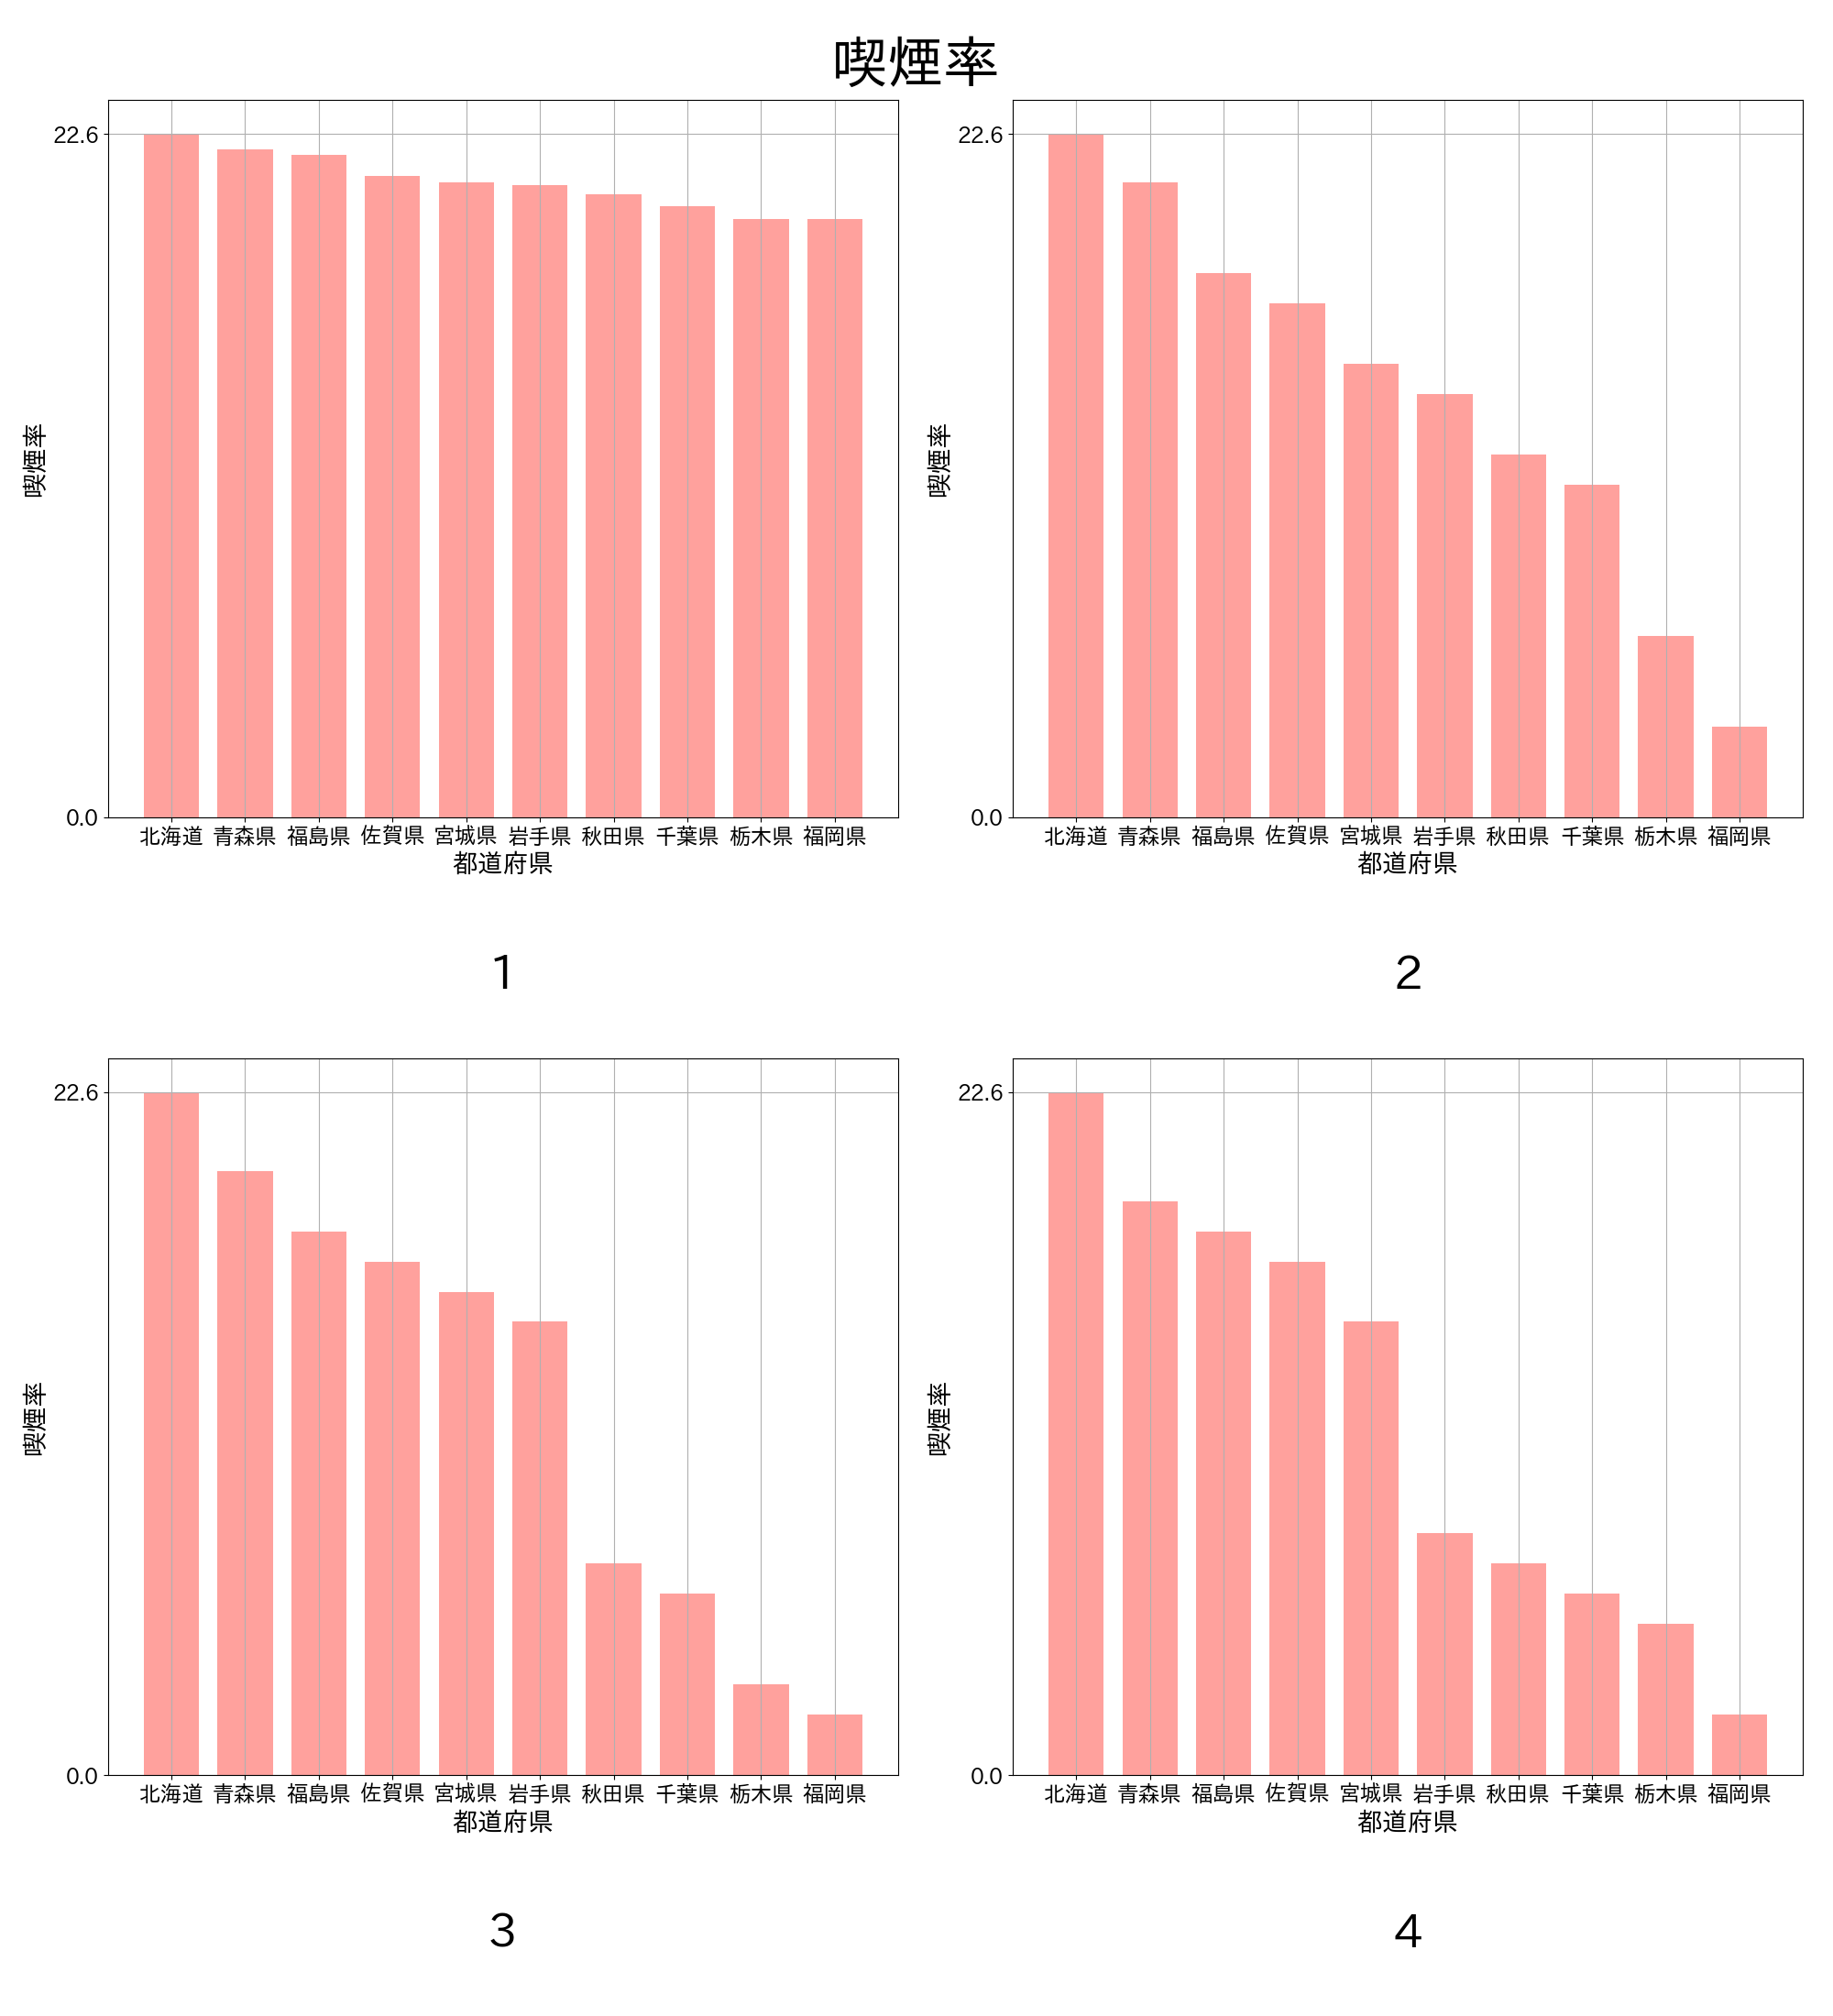 喫煙率
22.6
0.0
喫煙率
北海道 青森県 福島県 佐賀県 宮城県 岩手県 秋田県 千葉県 栃木県 福岡県
都道府県
1
22.6
0.0
喫煙率
北海道 青森県 福島県 佐賀県 宮城県 岩手県 秋田県 千葉県 栃木県 福岡県
都道府県
2
22.6
0.0
喫煙率
北海道 青森県 福島県 佐賀県 宮城県 岩手県 秋田県 千葉県 栃木県 福岡県
都道府県
3
22.6
0.0
喫煙率
北海道 青森県 福島県 佐賀県 宮城県 岩手県 秋田県 千葉県 栃木県 福岡県
都道府県
4